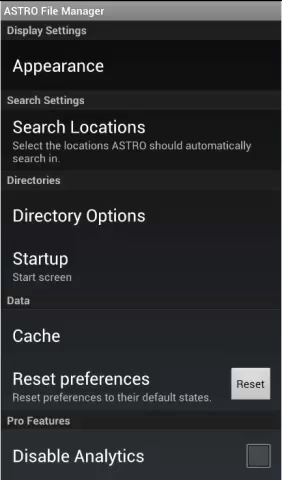 ASTRO File Manager
Display Settings
Appearance
Search Settings
Search Locations
Select the locations ASTRO should automatically
search in.
Directories
Directory Options
Startup
Start screen
Data
Cache
Reset preferences
Reset preferences to their default states.
Reset
Pro Features
Disable Analytics